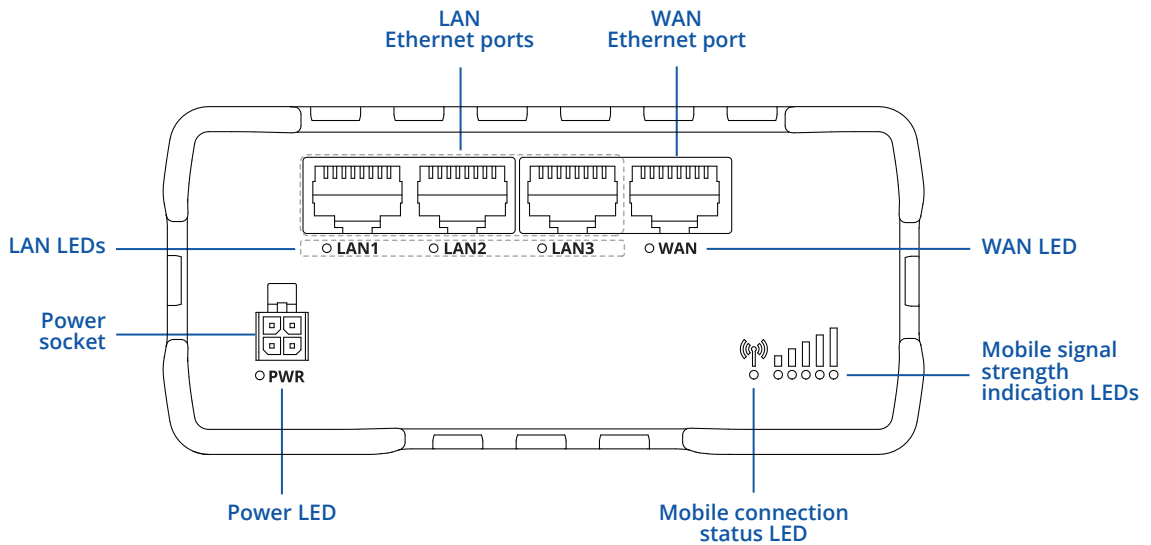 LAN
Ethernet ports
WAN
Ethernet port
LAN LEDs
LAN1
LAN2
LAN3
WAN
WAN LED
Power
socket
PWR
Mobile signal
strength
indication LEDs
Power LED
Mobile connection
status LED